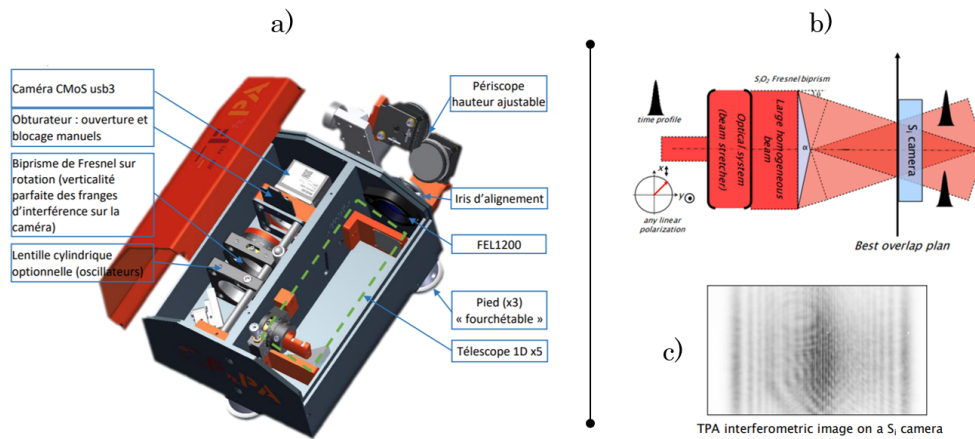 a)
Caméra CMoS usb3
Obturateur : ouverture et
blocage manuels
Biprisme de Fresnel sur
rotation (verticalité
parfaite des franges
d'interférence sur la
caméra)
Lentille cylindrique
optionnelle (oscillateurs)
Périscope
hauteur ajustable
Iris d'alignement
FEL1200
Pied (x3)
« fourchétable »
Télescope 1D x5
b)
time profile
x
y
any linear
polarization
Optical system
(beam stretcher)
Large homogeneous
beam
SiO2 Fresnel biprism
α
θ
Si camera
Best overlap plan
c)
TPA interferometric image on a Si camera